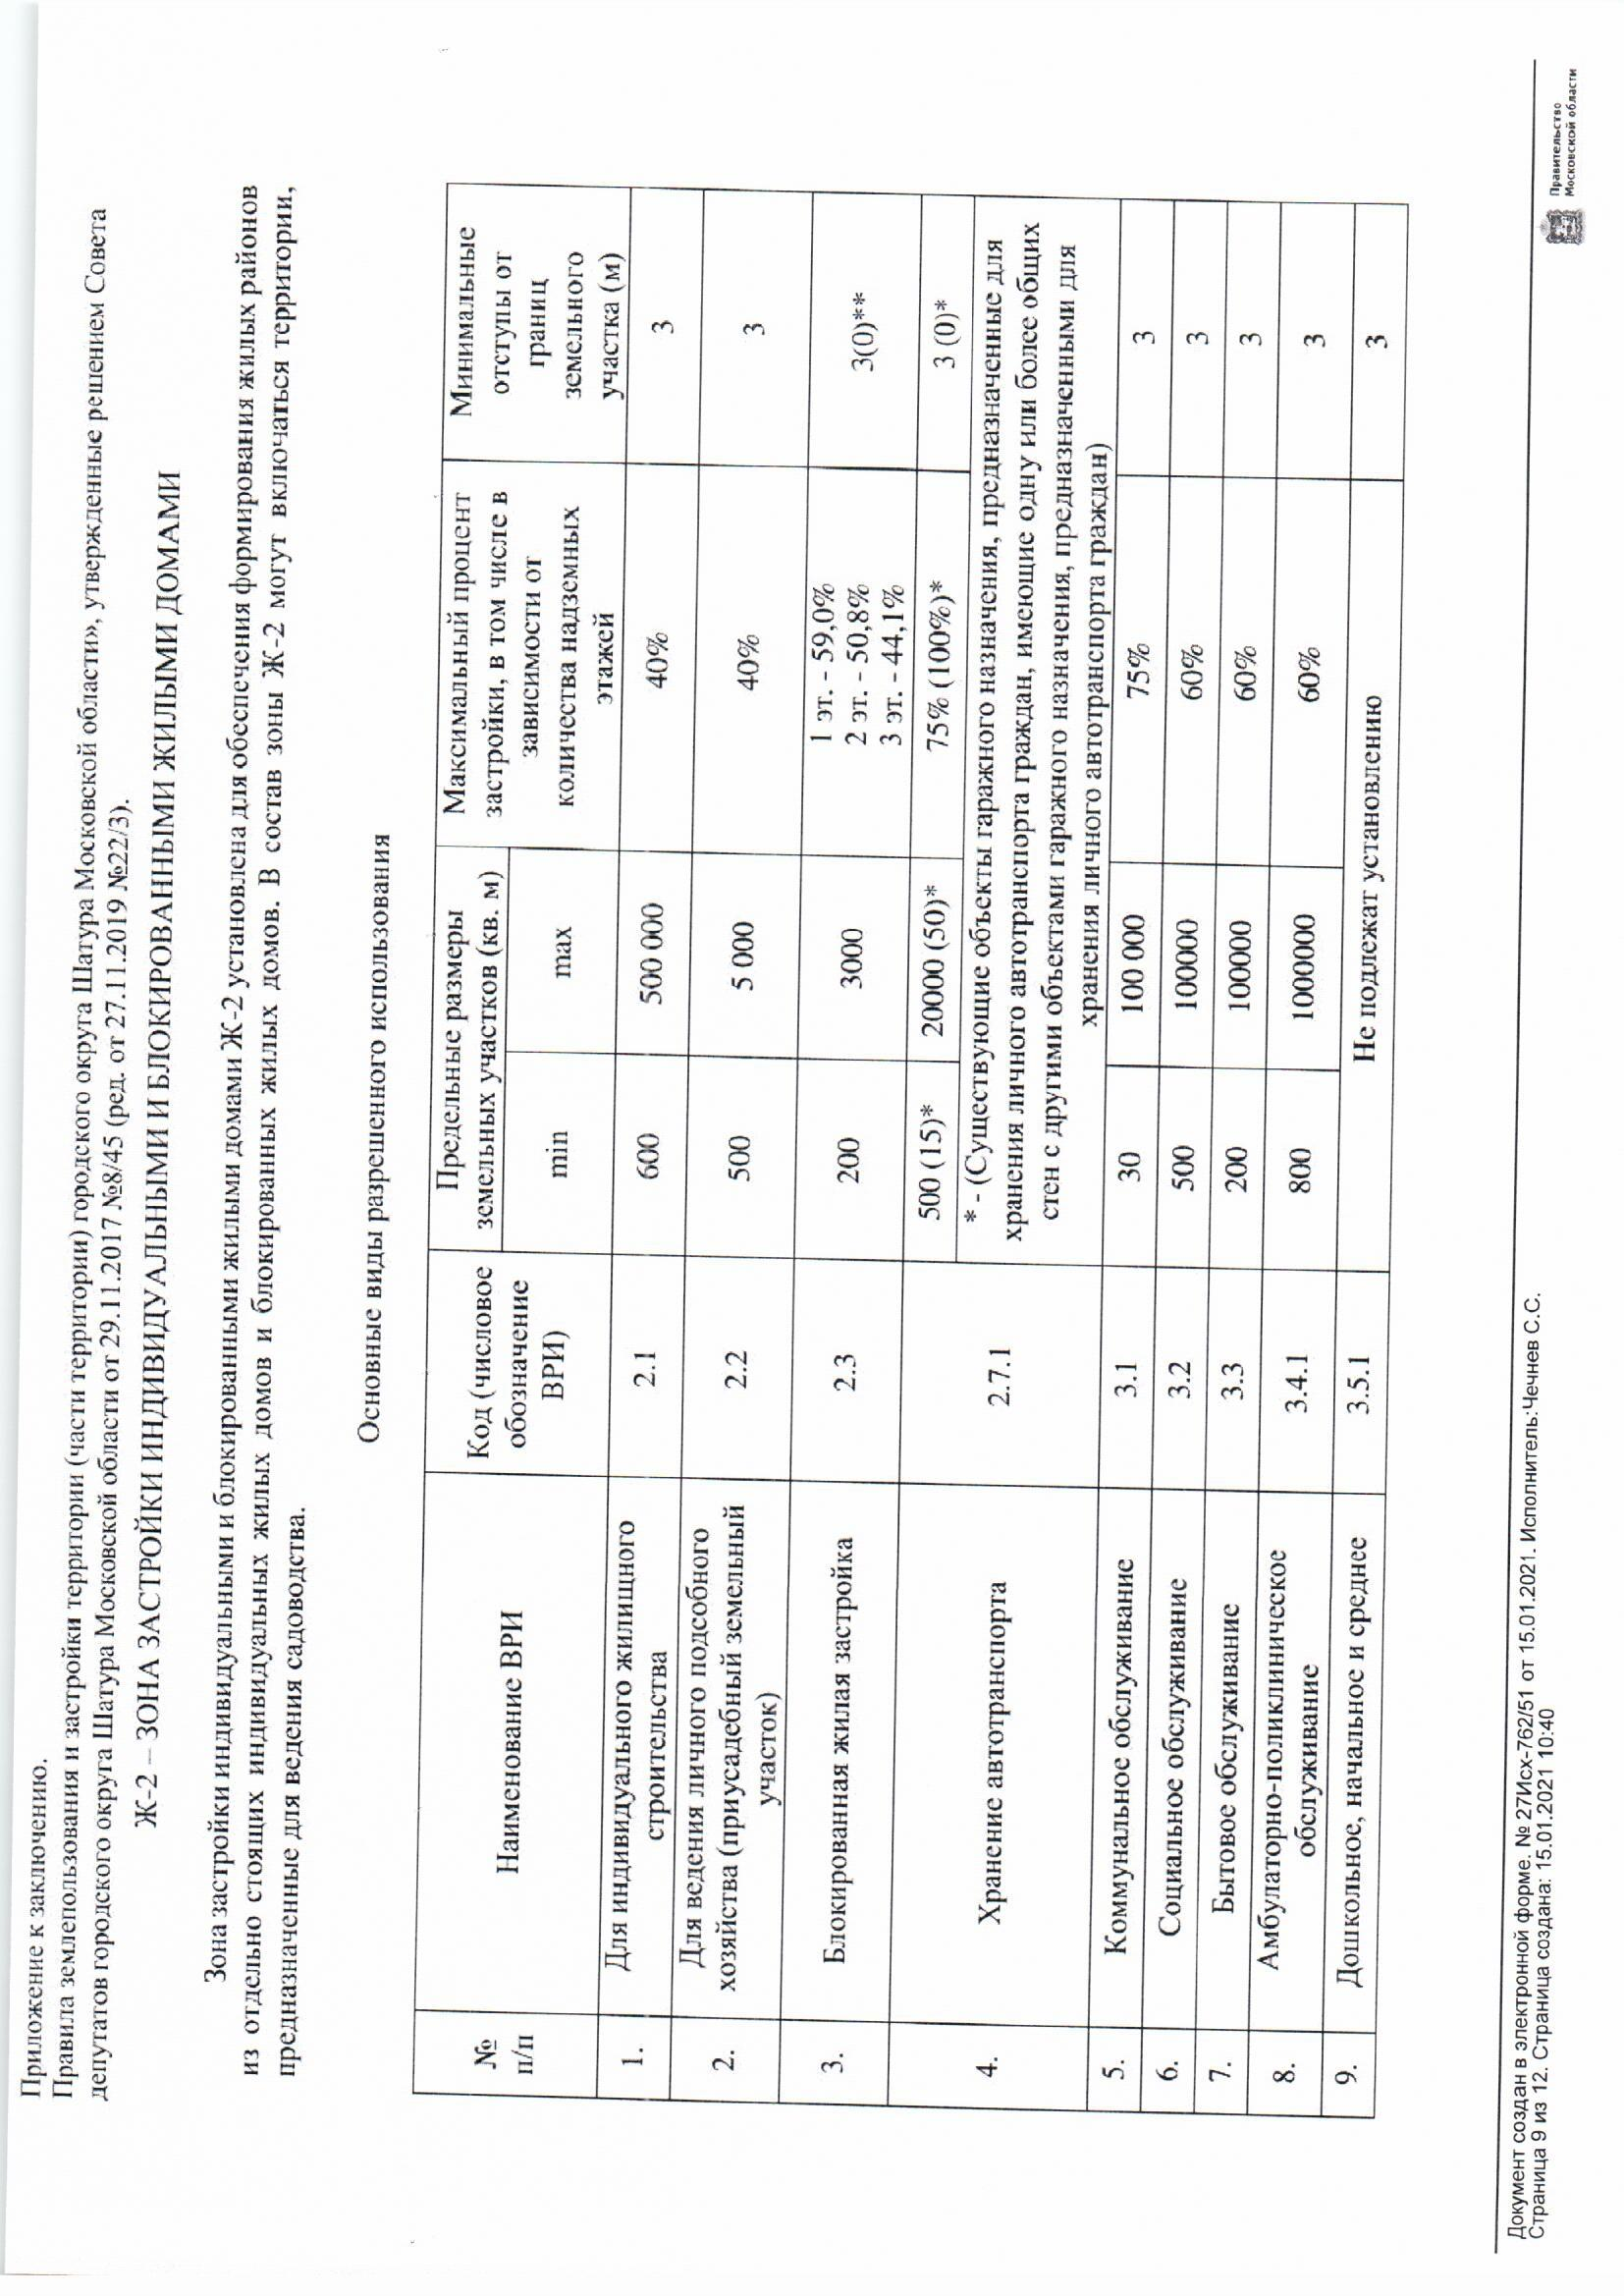 Приложение к заключению.
Правила землепользования и застройки территории (части территории) городского округа Шатура Московской области», утвержденные решением Совета
депутатов городского округа Шатура Московской области от 29.11.2017 №8/45 (ред. от 27.11.2019 №22/3).
Ж-2 – ЗОНА ЗАСТРОЙКИ ИНДИВИДУАЛЬНЫМИ И БЛОКИРОВАННЫМИ ЖИЛЫМИ ДОМАМИ
Зона застройки индивидуальными и блокированными жилыми домами Ж-2 установлена для обеспечения формирования жилых районов
из отдельно стоящих индивидуальных жилых домов и блокированных жилых домов. В состав зоны Ж-2 могут включаться территории,
предназначенные для ведения садоводства.
Основные виды разрешенного использования
№
п/п
Наименование ВРИ
Код (числовое
обозначение
ВРИ)
Предельные размеры
земельных участков (кв. м)
min
max
Максимальный процент
застройки, в том числе в
зависимости от
количества надземных
этажей
Минимальные
отступы от
границ
земельного
участка (м)
1.
Для индивидуального жилищного
строительства
2.1
600
500 000
40%
3
2.
Для ведения личного подсобного
хозяйства (приусадебный земельный
участок)
2.2
500
5 000
40%
3
3.
Блокированная жилая застройка
2.3
200
3000
1 эт. - 59,0%
2 эт. - 50,8%
3 эт. - 44,1%
3(0)**
4.
Хранение автотранспорта
2.7.1
500 (15)*
20000 (50)*
75% (100%)*
3 (0)*
* - (Существующие объекты гаражного назначения, предназначенные для
хранения личного автотранспорта граждан, имеющие одну или более общих
стен с другими объектами гаражного назначения, предназначенными для
хранения личного автотранспорта граждан)
5.
Коммунальное обслуживание
3.1
30
100 000
75%
3
6.
Социальное обслуживание
3.2
500
100000
60%
3
7.
Бытовое обслуживание
3.3
200
100000
60%
3
8.
Амбулаторно-поликлиническое
обслуживание
3.4.1
800
1000000
60%
3
9.
Дошкольное, начальное и среднее
3.5.1
Не подлежат установлению
3
Документ создан в электронной форме. № 27Исх-762/51 от 15.01.2021. Исполнитель:Чечнев С.С.
Страница 9 из 12. Страница создана: 15.01.2021 10:40
Правительство
Московской области